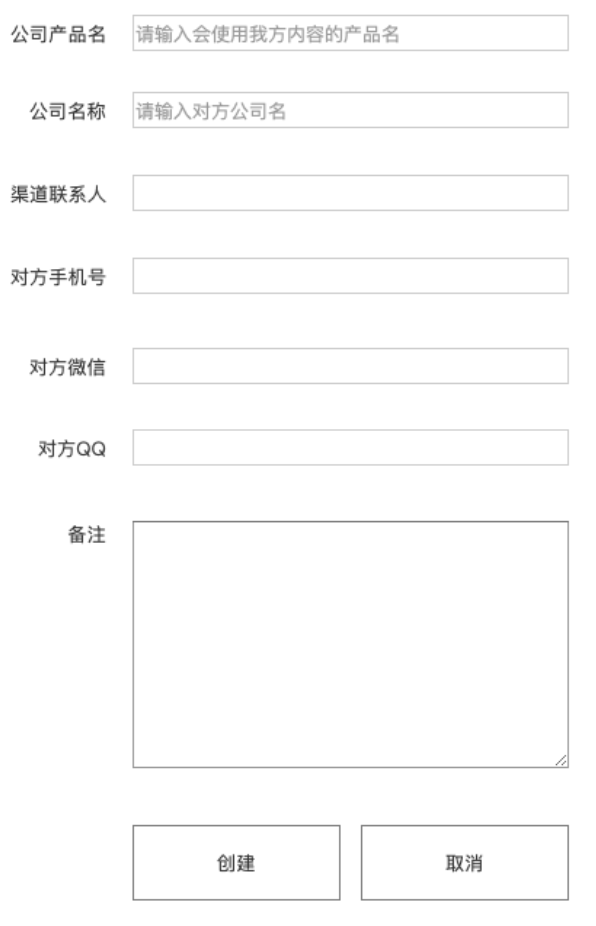 公司产品名 请输入会使用我方内容的产品名
公司名称 请输入对方公司名
渠道联系人
对方手机号
对方微信
对方QQ
备注
创建 取消